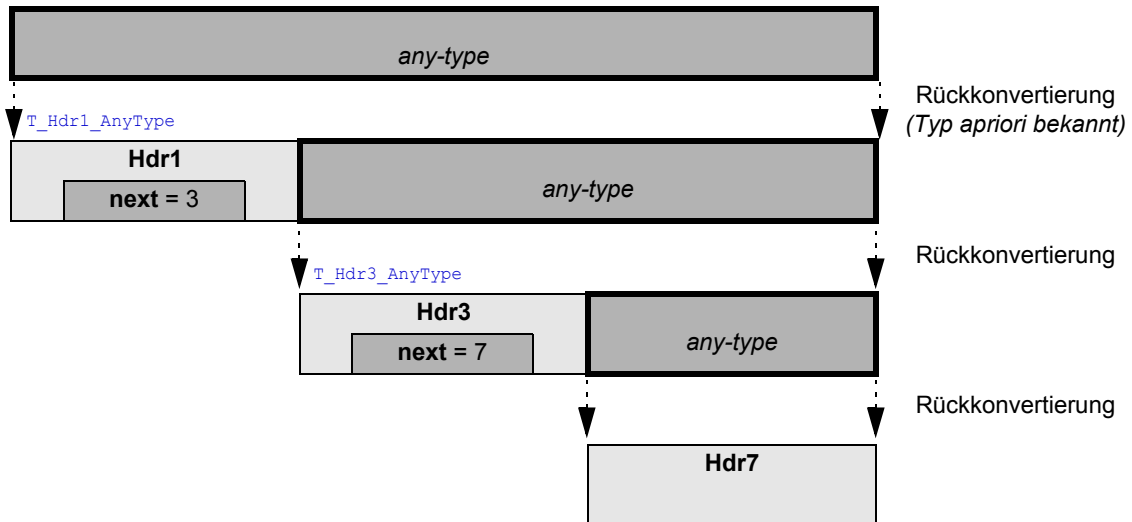 any-type
Rückkonvertierung
(Typ apriori bekannt)
T_Hdr1_AnyType
Hdr1
next = 3
any-type
Rückkonvertierung
T_Hdr3_AnyType
Hdr3
next = 7
any-type
Rückkonvertierung
Hdr7